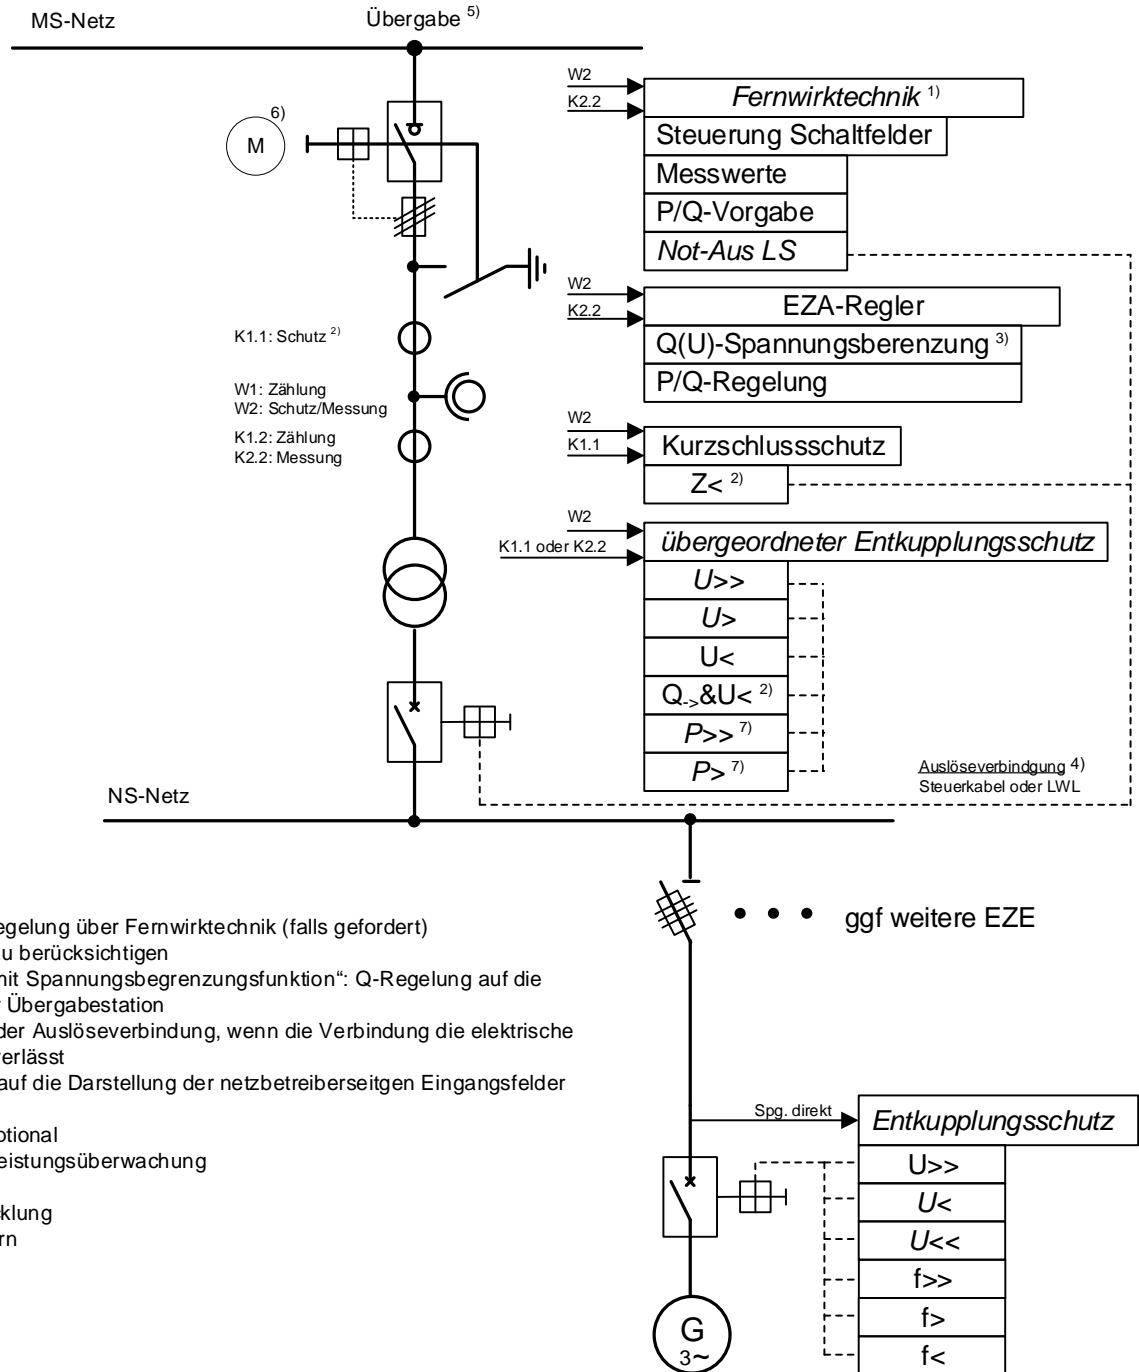 MS-Netz
Übergabe 5)
6)
M
W2
K2.2
Fernwirktechnik 1)
Steuerung Schaltfelder
Messwerte
P/Q-Vorgabe
Not-Aus LS
W2
K2.2
EZA-Regler
Q(U)-Spannungsberenzung 3)
P/Q-Regelung
K1.1: Schutz 2)
W1: Zählung
W2: Schutz/Messung
K1.2: Zählung
K2.2: Messung
W2
K1.1
Kurzschlussschutz
Z< 2)
W2
K1.1 oder K2.2
übergeordneter Entkupplungsschutz
U>>
U>
U<
Q->&U< 2)
P>> 7)
P> 7)
Auslöseverbindgung 4)
Steuerkabel oder LWL
NS-Netz
ggf weitere EZE
egelung über Fernwirktechnik (falls gefordert)
u berücksichtigen
mit Spannungsbegrenzungsfunktion“: Q-Regelung auf die
r Übergabestation
der Auslöseverbindung, wenn die Verbindung die elektrische
erlässt
auf die Darstellung der netzbetreiberseitgen Eingangsfelder
otional
eistungsüberwachung
cklung
rn
Spg. direkt
Entkupplungsschutz
U>>
U<
U<<
f>>
f>
f<
G
3~